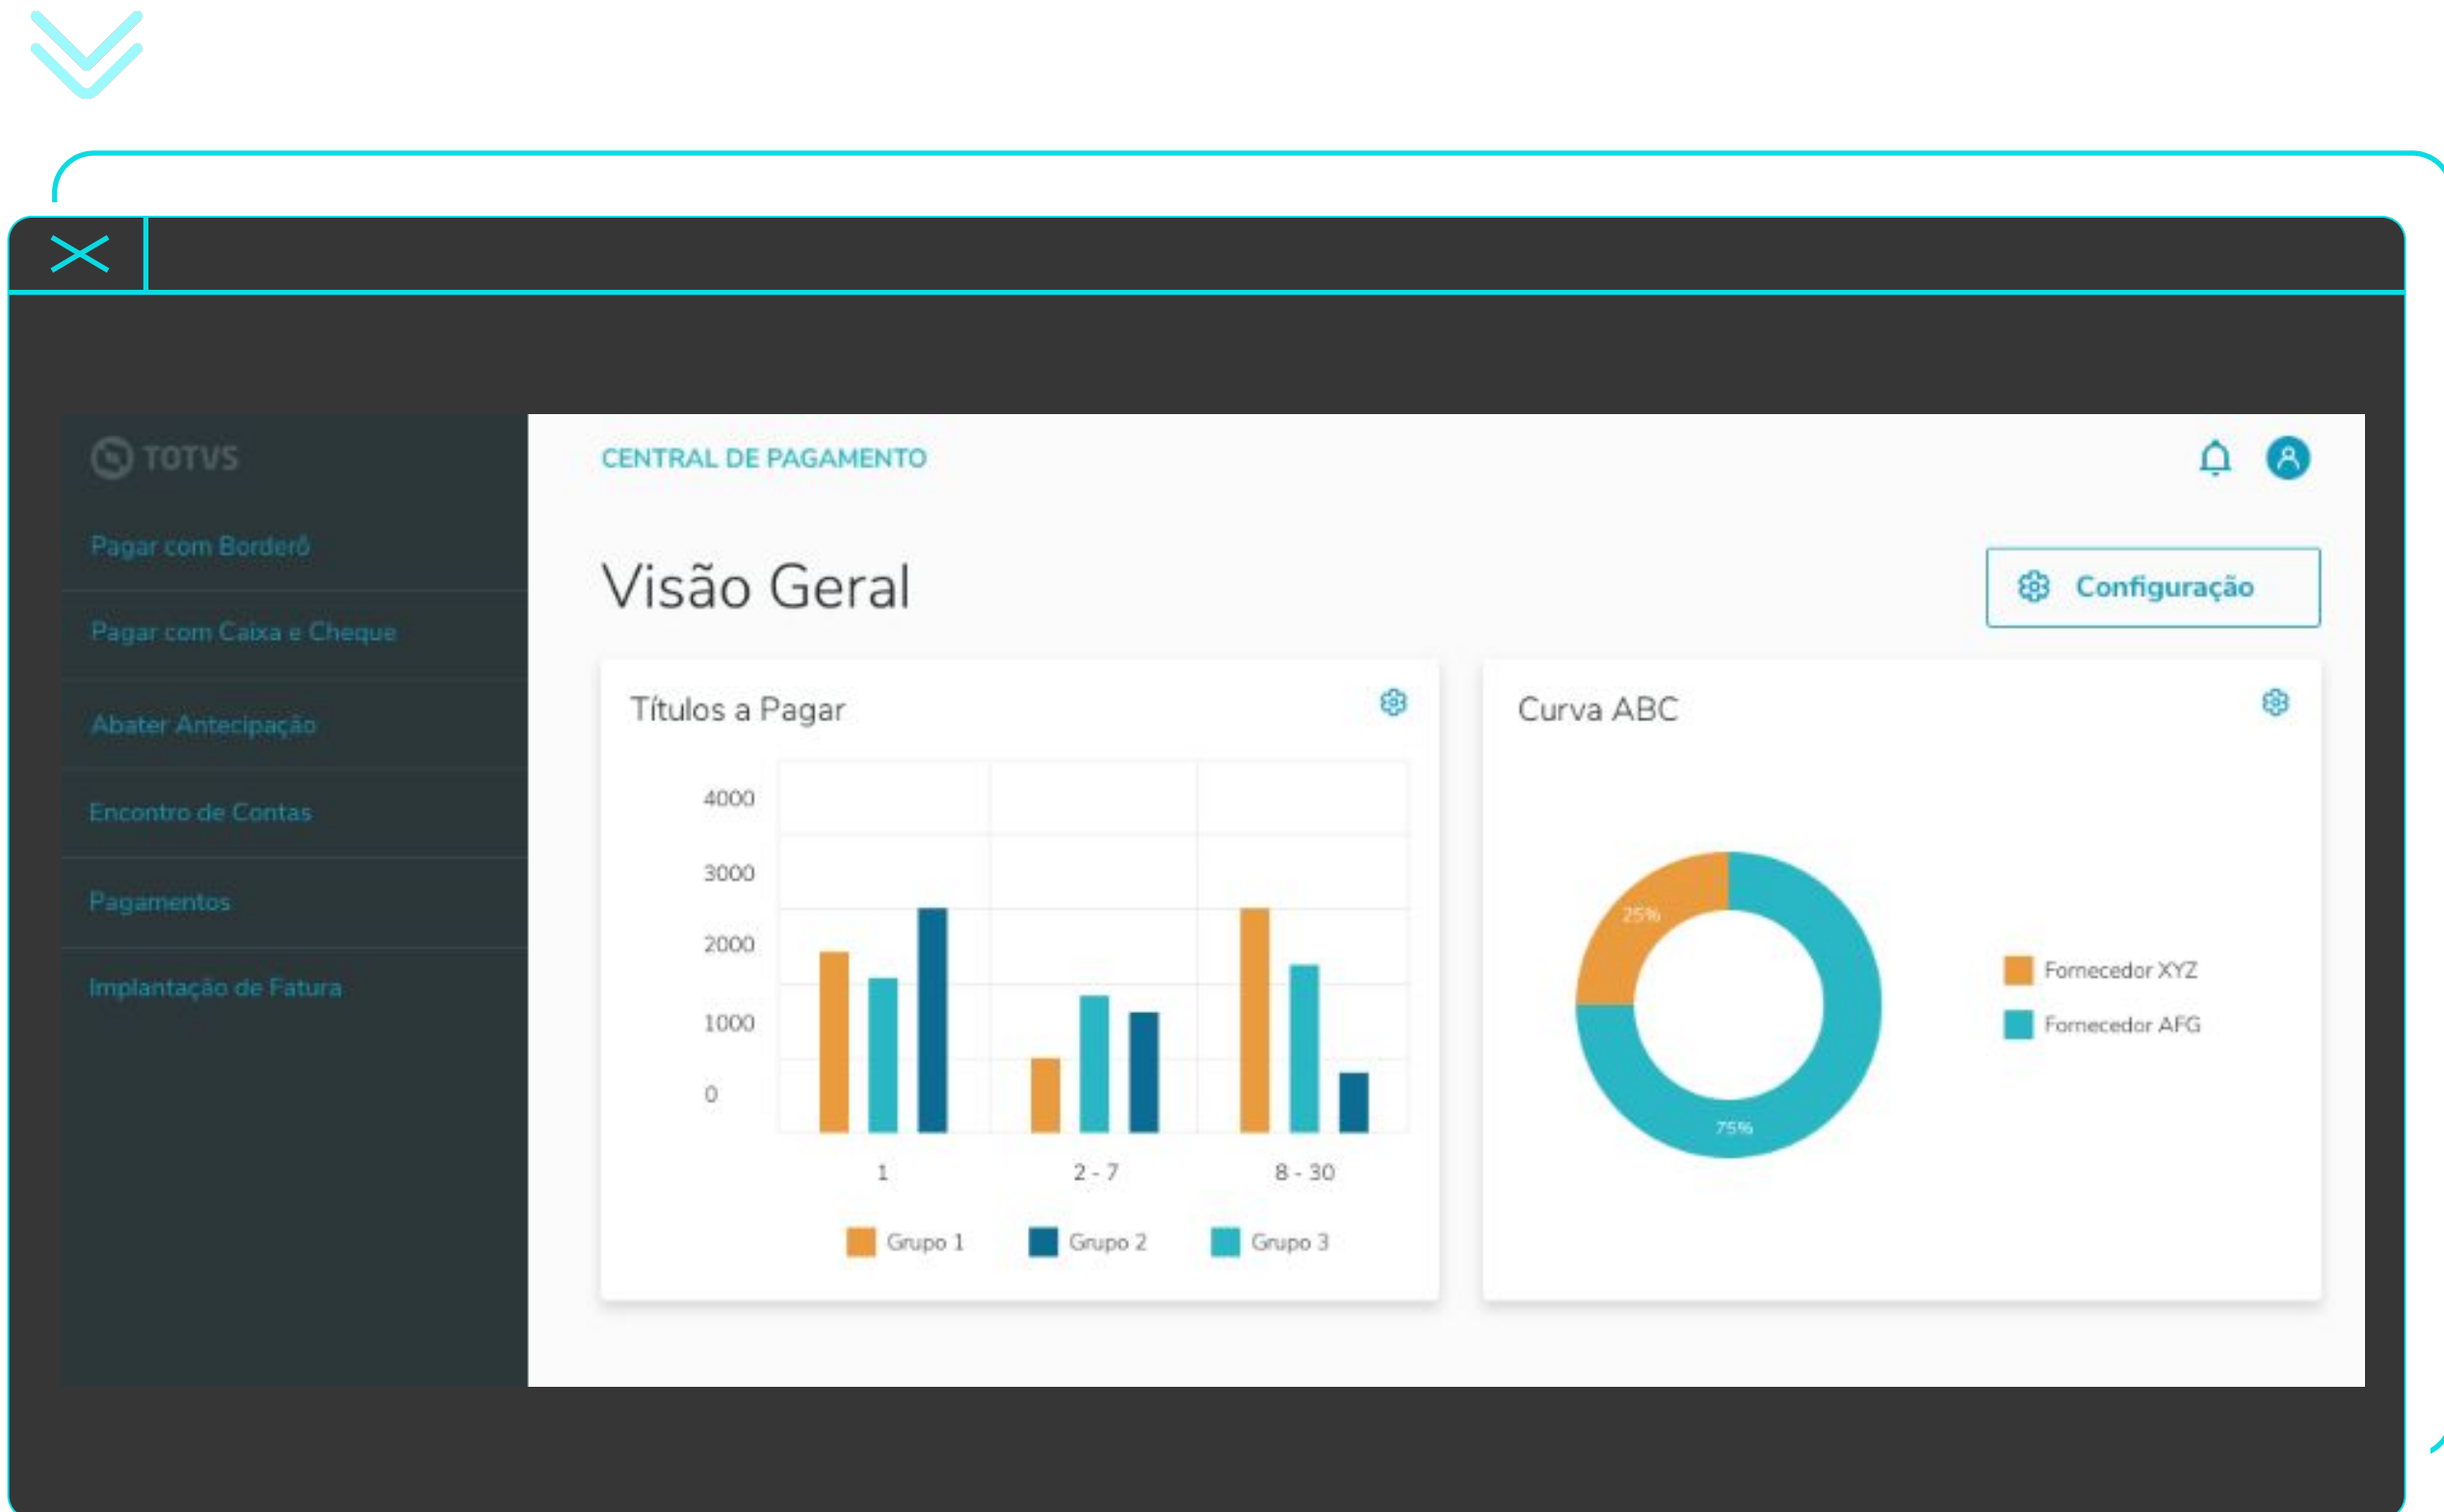 TOTVS
Pagar com Borderô
Pagar com Caixa e Cheque
Abater Antecipação
Encontro de Contas
Pagamentos
Implantação de Fatura
CENTRAL DE PAGAMENTO
Visão Geral
Configuração
Títulos a Pagar
4000
3000
2000
1000
0
1 2 - 7 8 - 30
Grupo 1 Grupo 2 Grupo 3
Curva ABC
25%
75%
Fornecedor XYZ
Fornecedor AFG